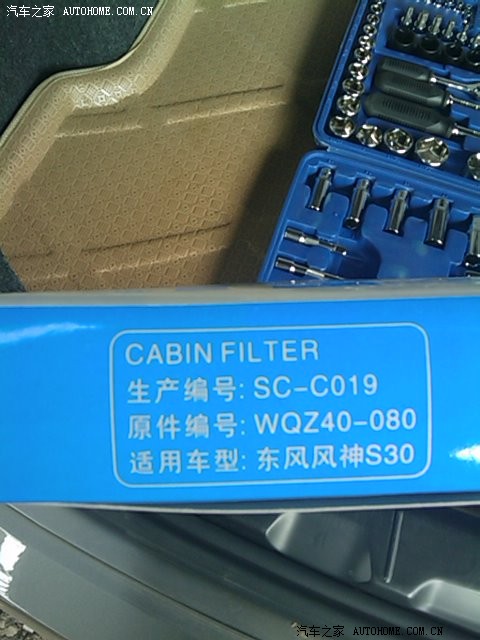 汽车之家 AUTOHOME.COM.CN
CABIN FILTER
生产编号: SC-C019
原件编号: WQZ40-080
适用车型: 东风风神S30
汽车之家 AUTOHOME.COM.CN